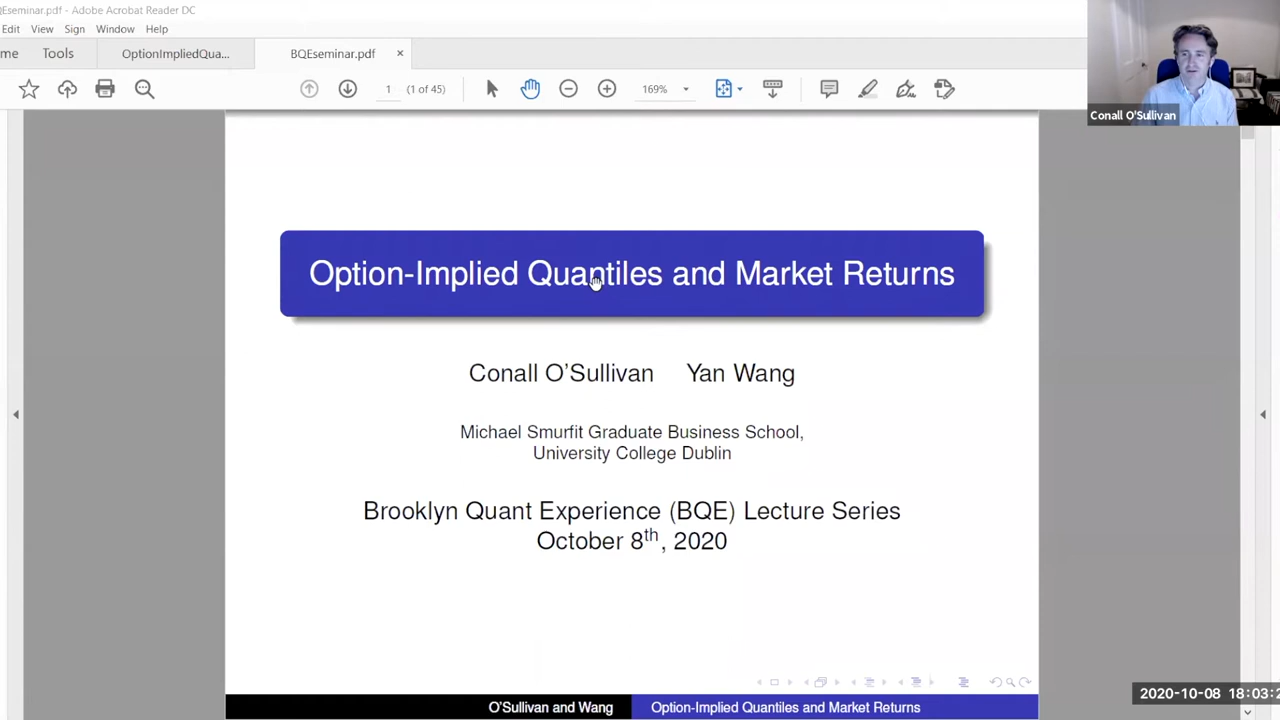 Eseminar.pdf - Adobe Acrobat Reader DC
Edit View Sign Window Help
me Tools OptionImpliedQua... BQEseminar.pdf ×
1 (1 of 45) 169%
Conall O'Sullivan
Option-Implied Quantiles and Market Returns
Conall O'Sullivan Yan Wang
Michael Smurfit Graduate Business School,
University College Dublin
Brooklyn Quant Experience (BQE) Lecture Series
October 8th, 2020
2020-10-08 18:03:2
O'Sullivan and Wang Option-Implied Quantiles and Market Returns